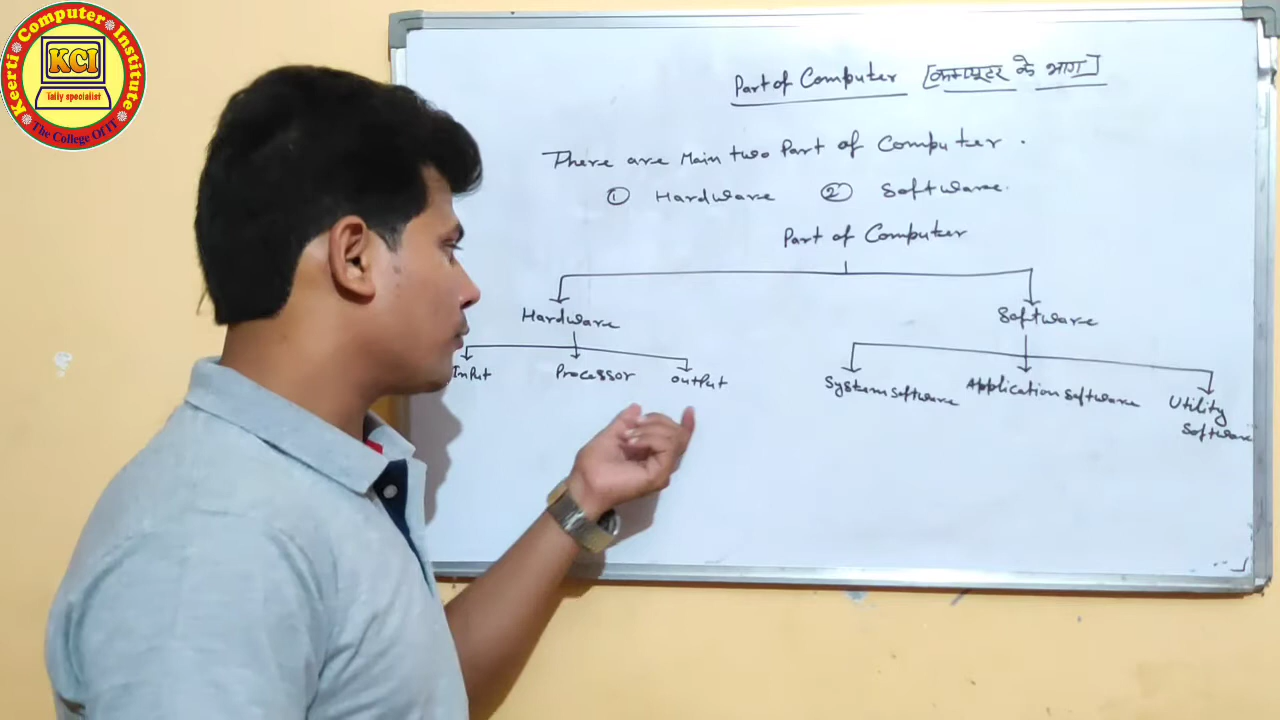 Keerti Computer Institute
KCI
Tally specialist
The College Of IT
Part of Computer [कम्प्यूटर के भाग]
There are Main two Part of Computer.
① Hardware ② Software.
Part of Computer
Hardware Software
InPut Processor outPut System Software Application Software Utility Software